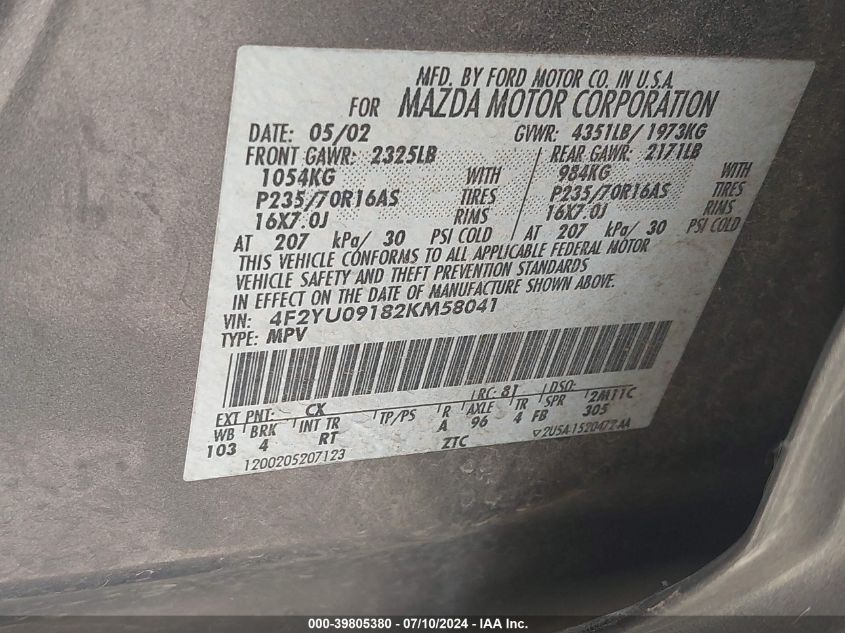 MFD. BY FORD MOTOR CO. IN U.S.A.
FOR MAZDA MOTOR CORPORATION
DATE: 05/02 GVWR: 4351LB/1973KG
FRONT GAWR: 2325LB REAR GAWR: 2171LB
1054KG WITH 984KG WITH
P235/70R16AS TIRES P235/70R16AS TIRES
16X7.0J RIMS 16X7.0J RIMS
AT 207 kPa/ 30 PSI COLD AT 207 kPa/ 30 PSI COLD
THIS VEHICLE CONFORMS TO ALL APPLICABLE FEDERAL MOTOR
VEHICLE SAFETY AND THEFT PREVENTION STANDARDS
IN EFFECT ON THE DATE OF MANUFACTURE SHOWN ABOVE.
VIN: 4F2YU09182KM58041
TYPE: MPV
EXT PNT: CX RC: 81 DSO:
WB BRK INT TR TP/PS R AXLE TR SPR 2M11C
103 4 RT A 96 4 FB 305
1200205207123 ZTC ▽2U5A-1520472-AA
000-39805380 / 07/10/2024 - IAA Inc.